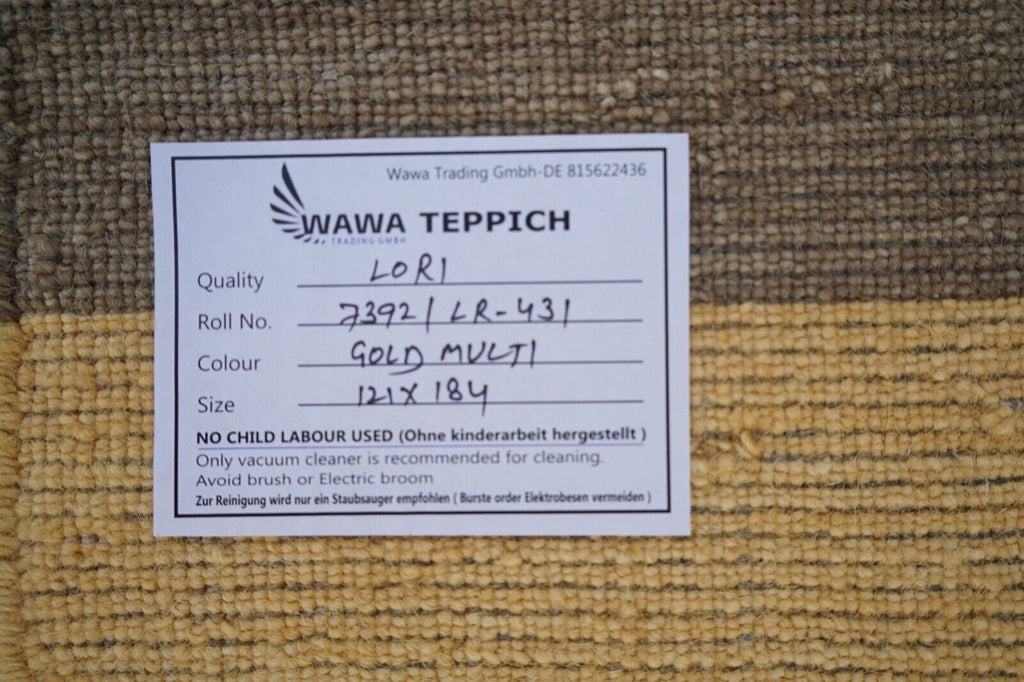 Wawa Trading Gmbh-DE 815622436
WAWA TEPPICH
TRADING GMBH
Quality LORI
Roll No. 7392 / LR-431
Colour GOLD MULTI
Size 121 X 184
NO CHILD LABOUR USED (Ohne kinderarbeit hergestellt )
Only vacuum cleaner is recommended for cleaning.
Avoid brush or Electric broom
Zur Reinigung wird nur ein Staubsauger empfohlen ( Burste order Elektrobesen vermeiden )